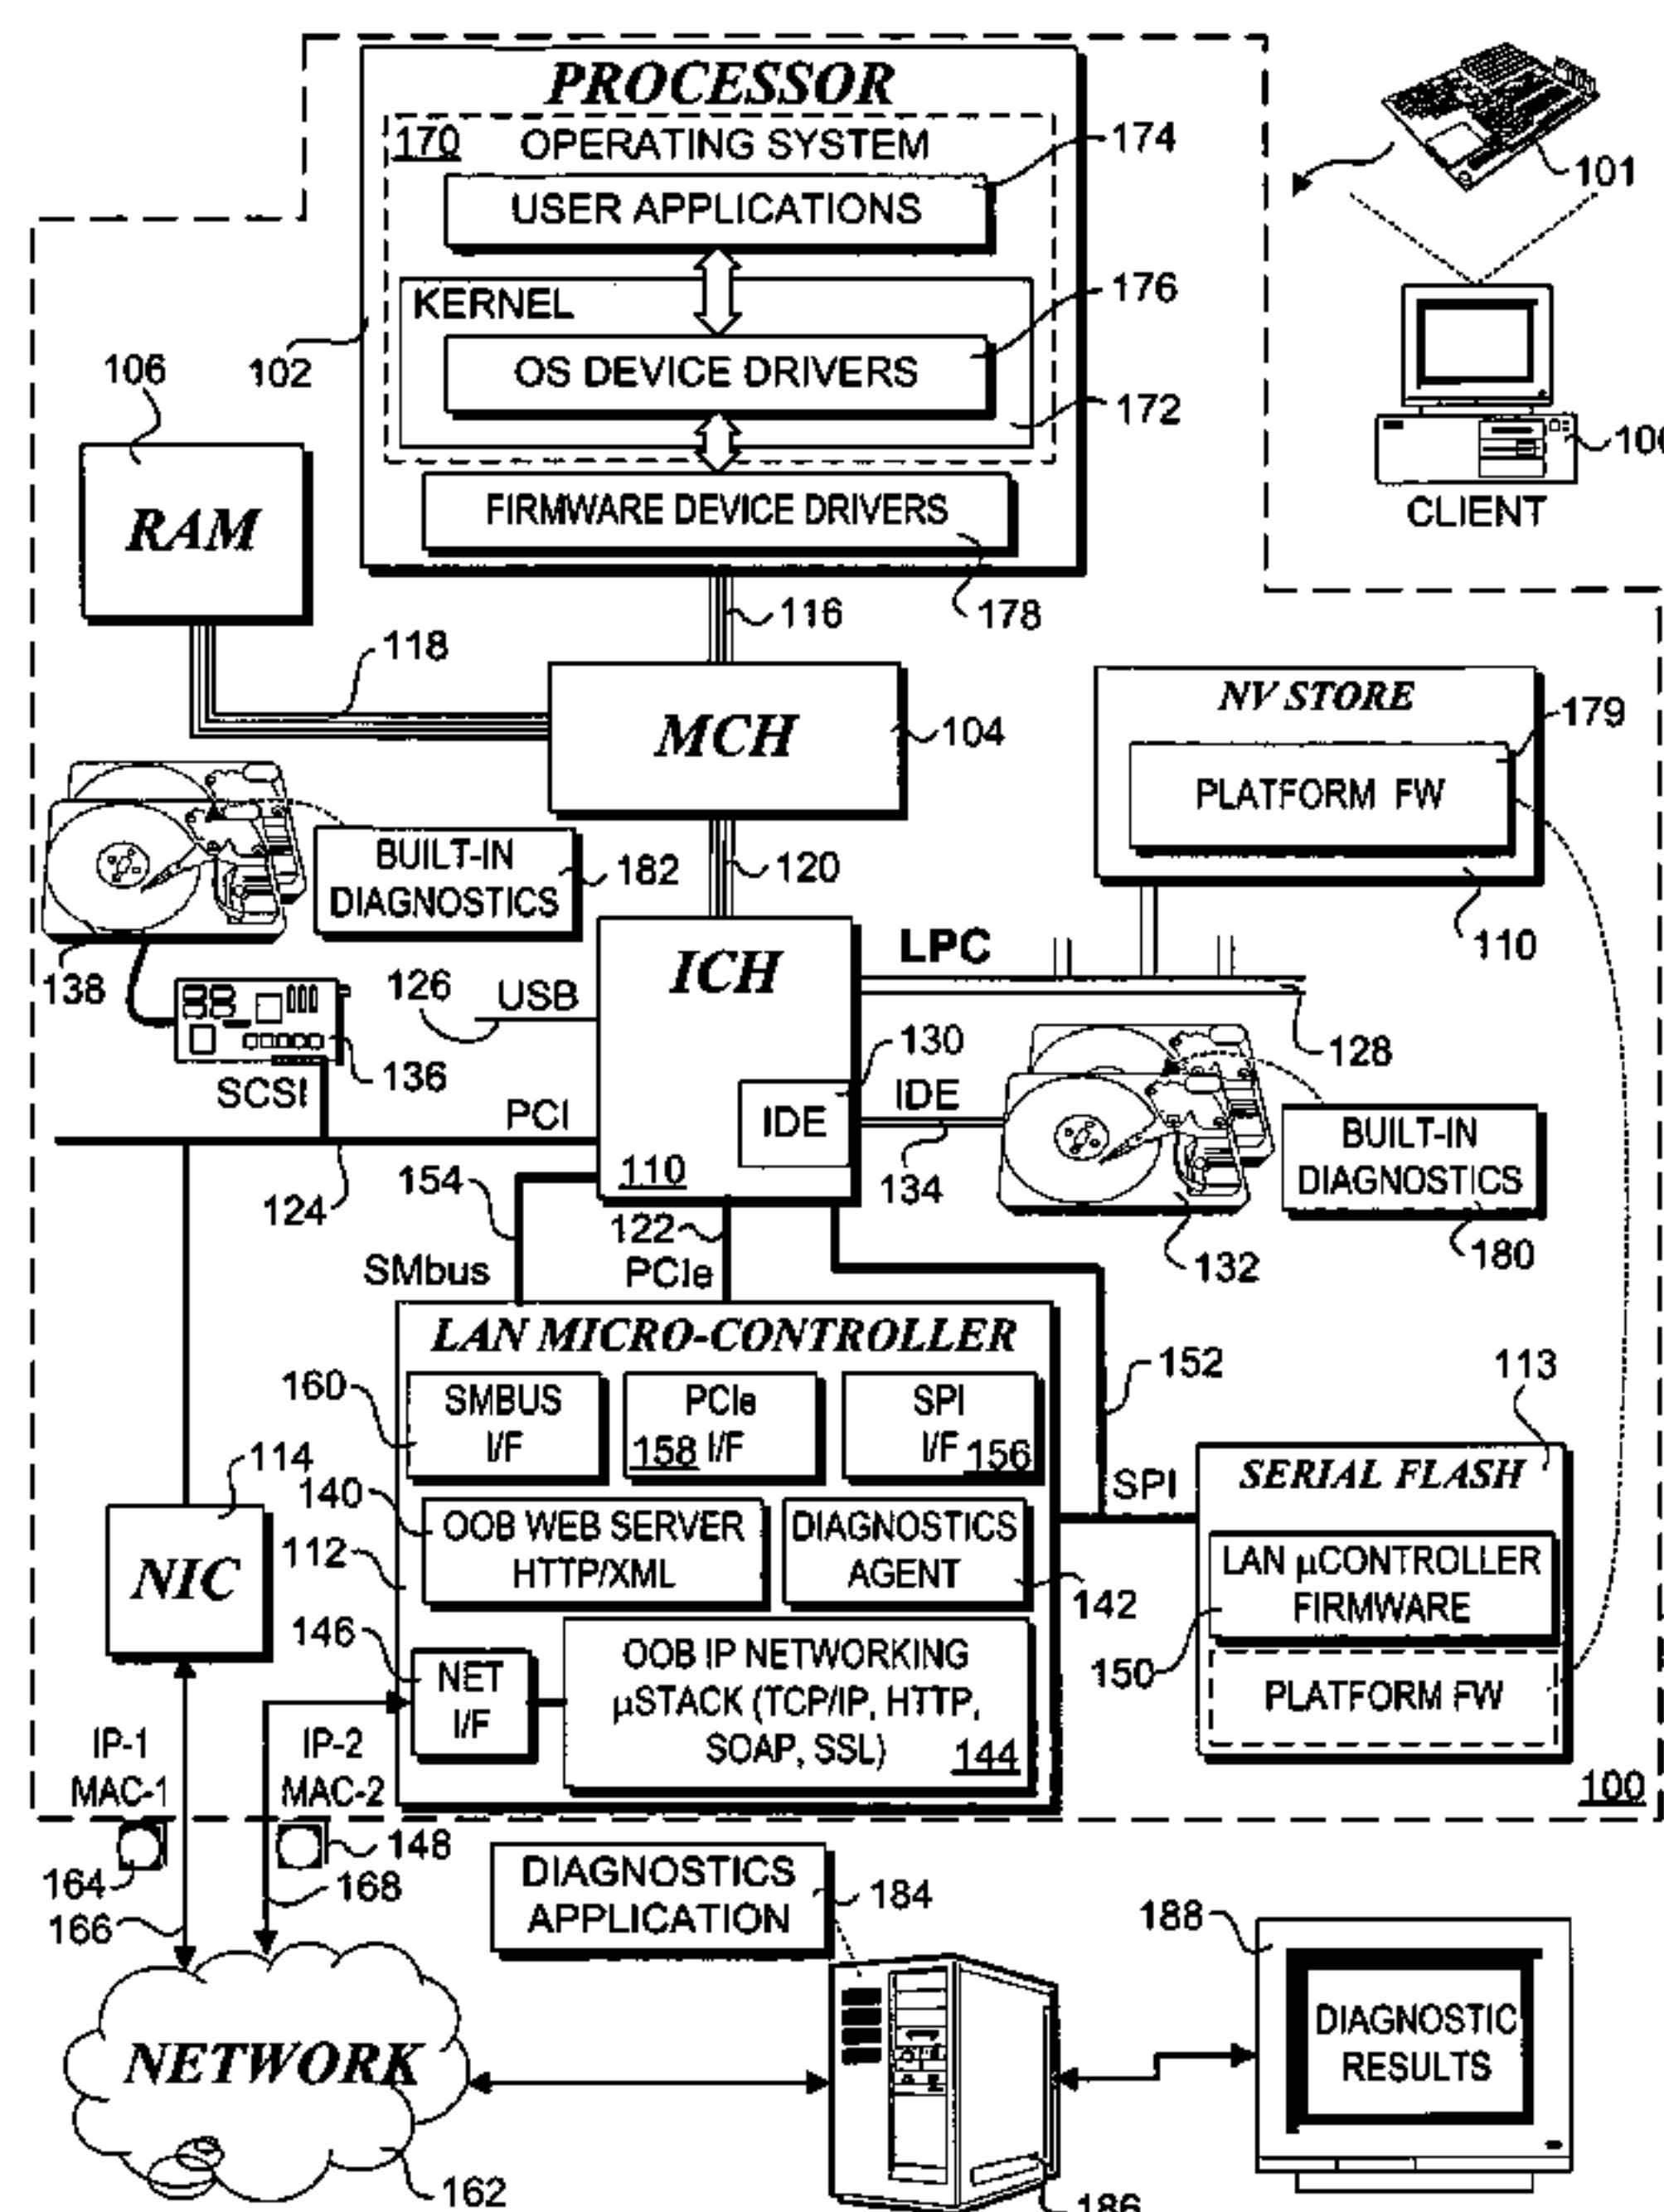 PROCESSOR
170 OPERATING SYSTEM
174
USER APPLICATIONS
101
KERNEL
176
OS DEVICE DRIVERS
102
172
106
CLIENT
RAM
FIRMWARE DEVICE DRIVERS
178
116
118
MCH
104
NV STORE
179
PLATFORM FW
110
BUILT-IN
DIAGNOSTICS
182
120
138
126
USB
ICH
LPC
128
136
SCSI
130
IDE
IDE
134
PCI
124
110
132
BUILT-IN
DIAGNOSTICS
180
154
122
SMbus
PCIe
LAN MICRO-CONTROLLER
152
113
160
SMBUS
I/F
PCIe
158 I/F
SPI
I/F 156
SPI
SERIAL FLASH
114
NIC
140
OOB WEB SERVER
HTTP/XML
112
DIAGNOSTICS
AGENT
142
LAN µCONTROLLER
FIRMWARE
150
PLATFORM FW
146
NET
I/F
OOB IP NETWORKING
µSTACK (TCP/IP, HTTP,
SOAP, SSL)
144
100
IP-1
MAC-1
IP-2
MAC-2
164
148
166
168
DIAGNOSTICS
APPLICATION
184
188
DIAGNOSTIC
RESULTS
NETWORK
162
186